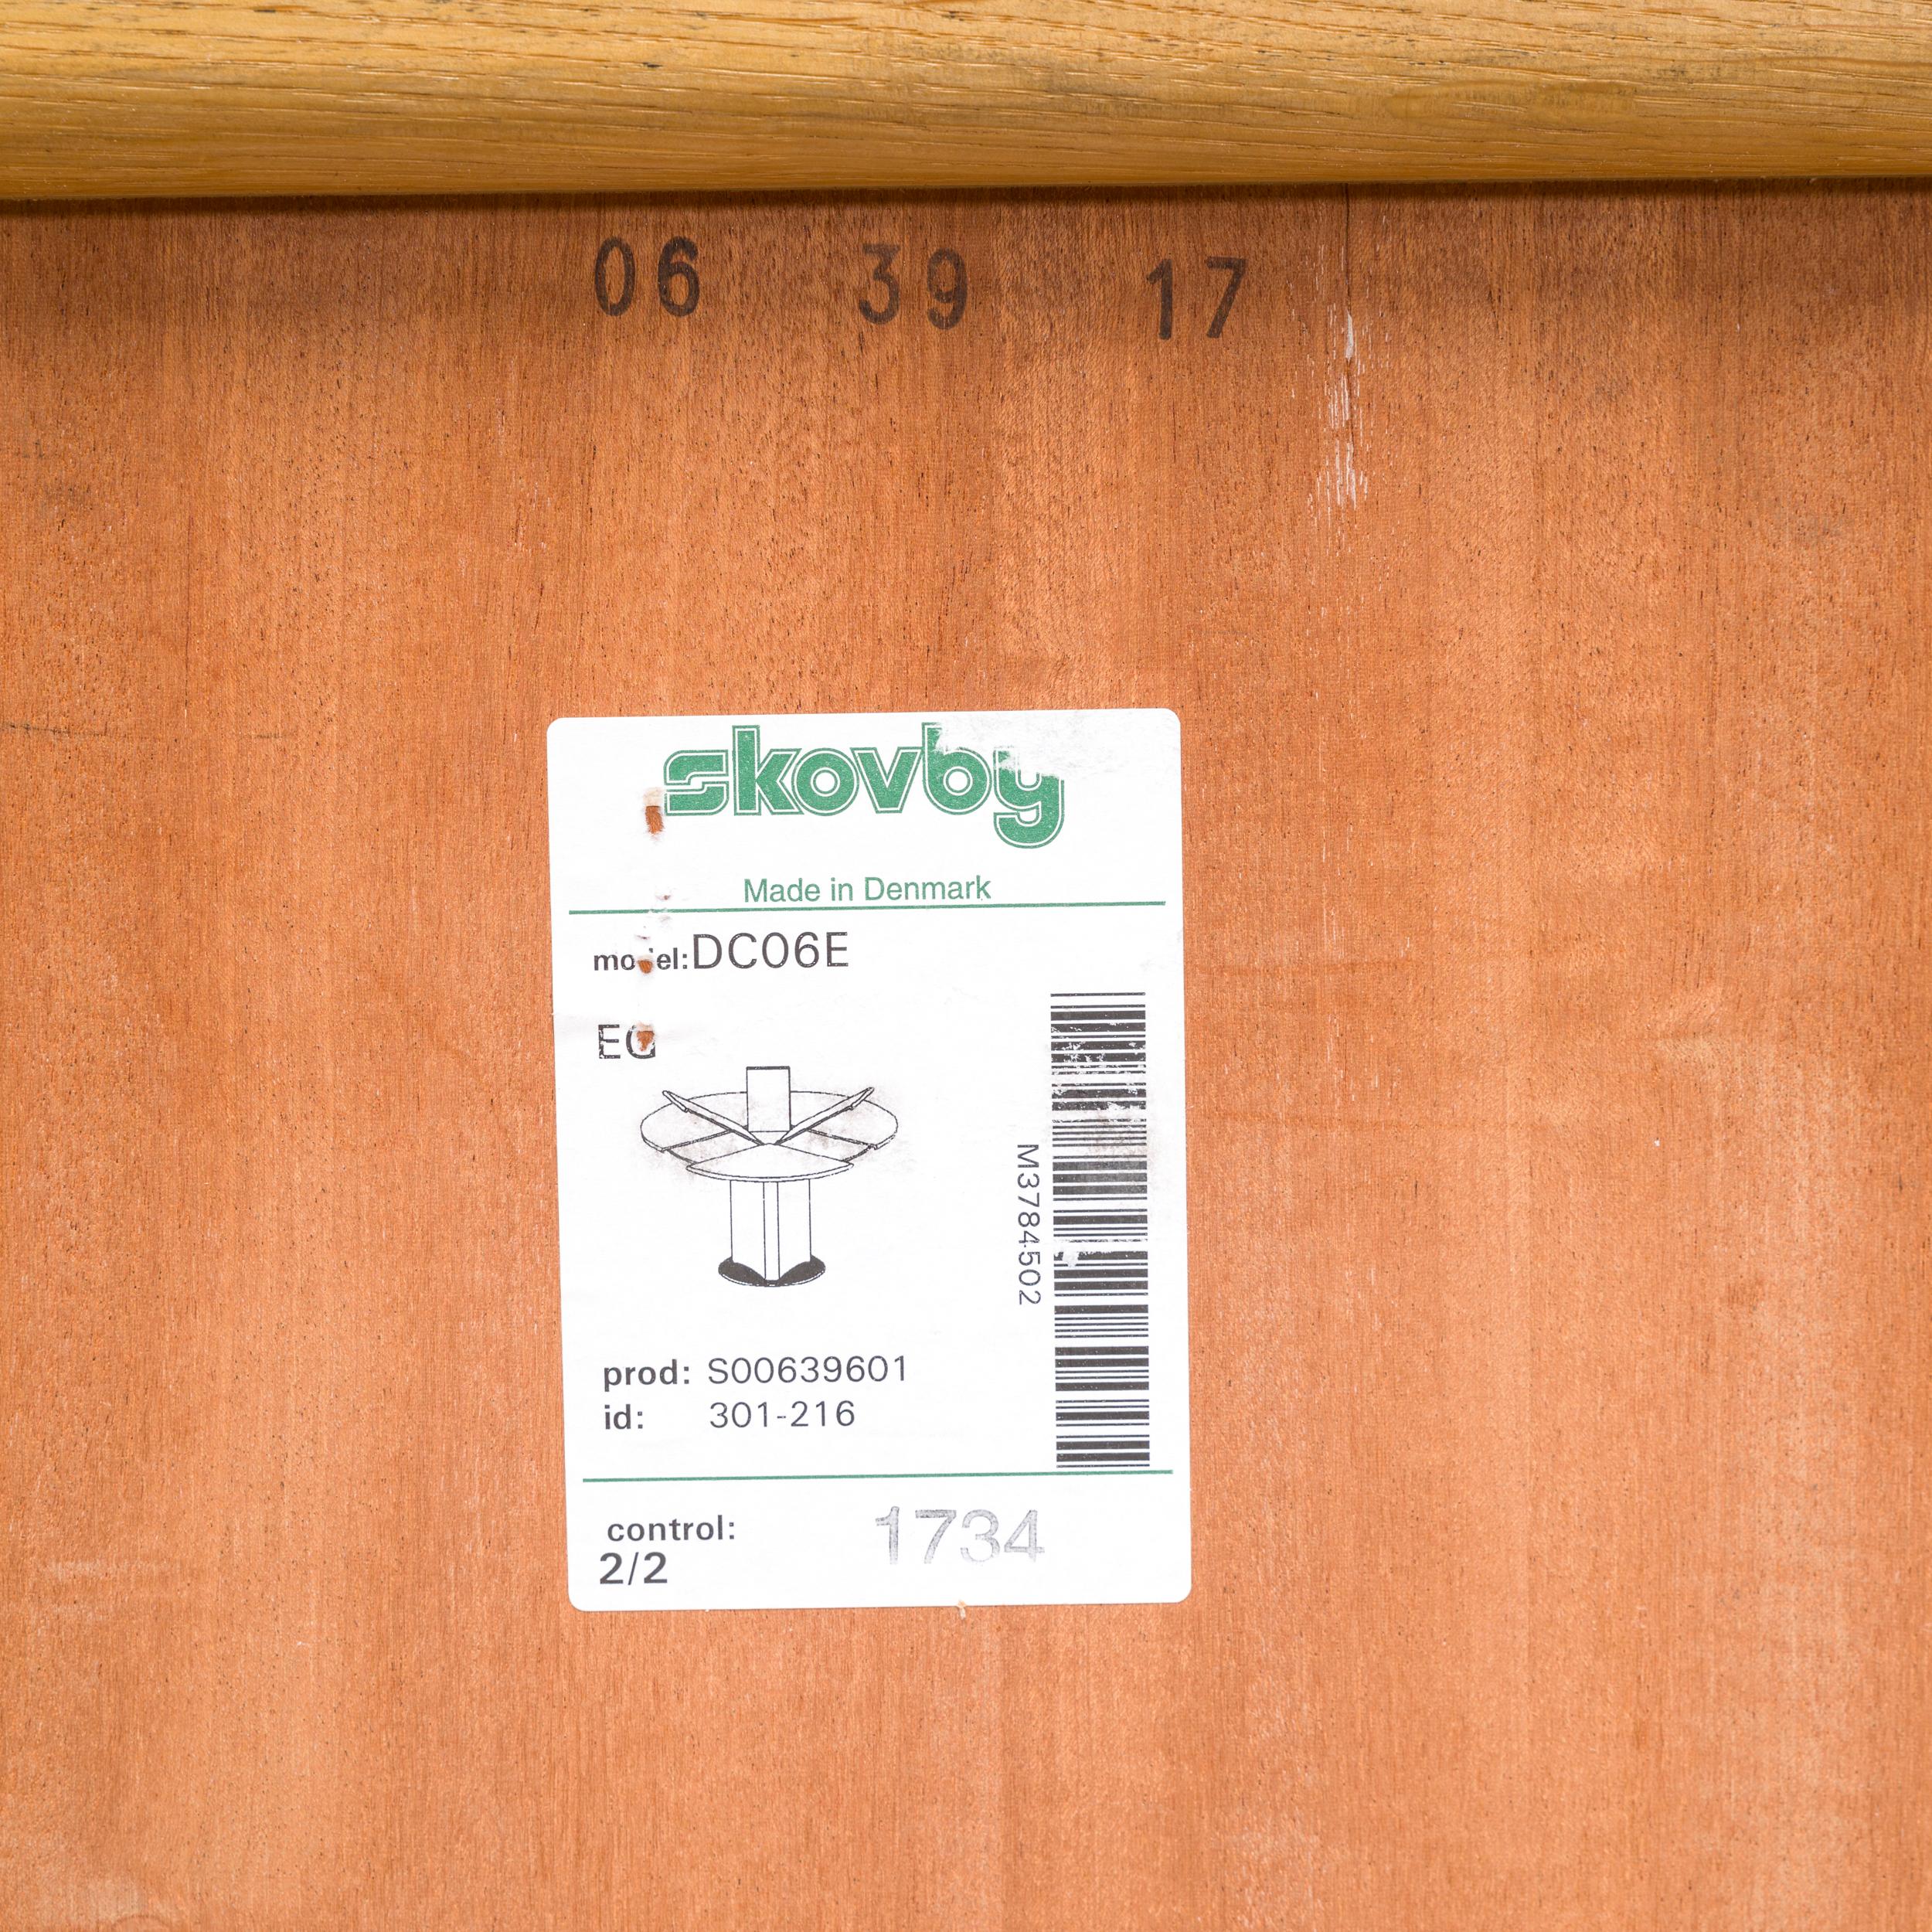 06 39 17
skovby
Made in Denmark
model: DC06E
EG
M3784502
prod: S00639601
id: 301-216
control: 1734
2/2